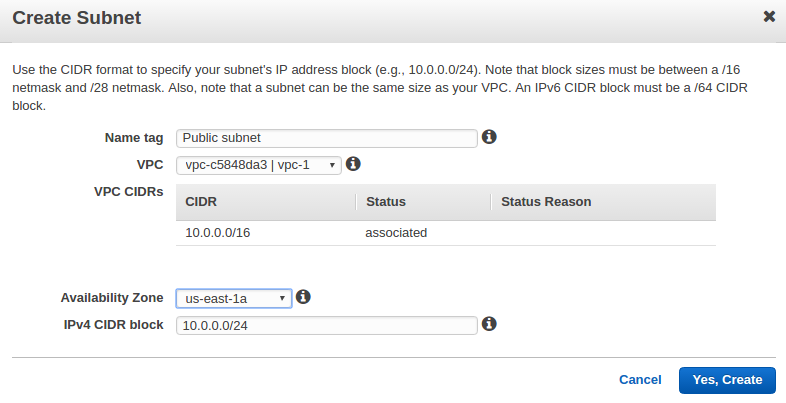 Create Subnet
Use the CIDR format to specify your subnet's IP address block (e.g., 10.0.0.0/24). Note that block sizes must be between a /16
netmask and /28 netmask. Also, note that a subnet can be the same size as your VPC. An IPv6 CIDR block must be a /64 CIDR
block.
Name tag Public subnet
VPC vpc-c5848da3 | vpc-1
VPC CIDRs
CIDR Status Status Reason
10.0.0.0/16 associated
Availability Zone us-east-1a
IPv4 CIDR block 10.0.0.0/24
Cancel Yes, Create